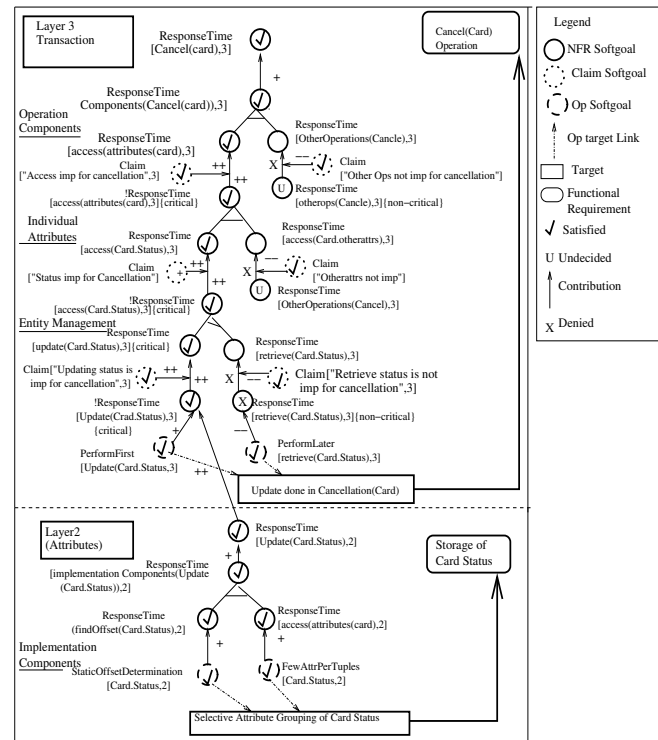 Layer 3
Transaction
ResponseTime
[Cancel(card),3]
+
Cancel(Card)
Operation
Legend
NFR Softgoal
Claim Softgoal
Op Softgoal
Op target Link
Target
Functional
Requirement
Satisfied
U Undecided
Contribution
X Denied
ResponseTime
Components(Cancel(card)),3]
Operation
Components
ResponseTime
[access(attributes(card),3]
ResponseTime
[OtherOperations(Cancle),3]
Claim
["Access imp for cancellation",3]
++
++
X
--
Claim
["Other Ops not imp for cancellation"]
!ResponseTime
[access(attributes(card),3]{critical}
U
ResponseTime
[otherops(Cancle),3]{non-critical}
Individual
Attributes
ResponseTime
[access(Card.Status),3]
ResponseTime
[access(Card.otherattrs),3]
Claim
["Status imp for Cancellation"]
+
++
++
X
--
Claim
["Otherattrs not imp"]
!ResponseTime
[access(Card.Status),3]{critical}
U
ResponseTime
[OtherOperations(Cancel),3]
Entity Management
ResponseTime
[update(Card.Status),3]{critical}
ResponseTime
[retrieve(Card.Status),3]
Claim["Updating status is
imp for cancellation",3]
++
++
X
--
Claim["Retrieve status is not
imp for cancellation",3]
!ResponseTime
[Update(Crad.Status),3]
{critical}
X
ResponseTime
[retrieve(Card.Status),3]{non-critical}
+
--
PerformFirst
[Update(Card.Status,3]
PerformLater
[retrieve(Card.Status),3]
++
Update done in Cancellation(Card)
Layer2
(Attributes)
ResponseTime
[Update(Card.Status),2]
Storage of
Card Status
+
ResponseTime
[implementation Components(Update
(Card.Status)),2]
ResponseTime
(findOffset(Card.Status),2]
ResponseTime
[access(attributes(card),2]
+
+
Implementation
Components
StaticOffsetDetermination
[Card.Status,2]
FewAttrPerTuples
[Card.Status,2]
Selective Attribute Grouping of Card Status